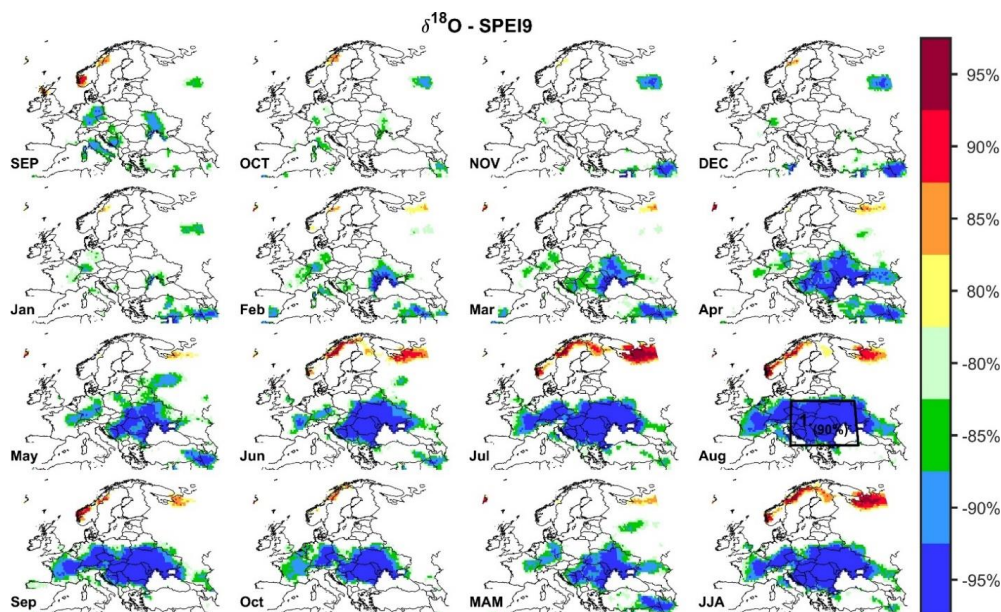 δ¹⁸O - SPEI9
SEP
OCT
NOV
DEC
Jan
Feb
Mar
Apr
May
Jun
Jul
Aug
1 (90%)
Sep
Oct
MAM
JJA
95%
90%
85%
80%
-80%
-85%
-90%
-95%